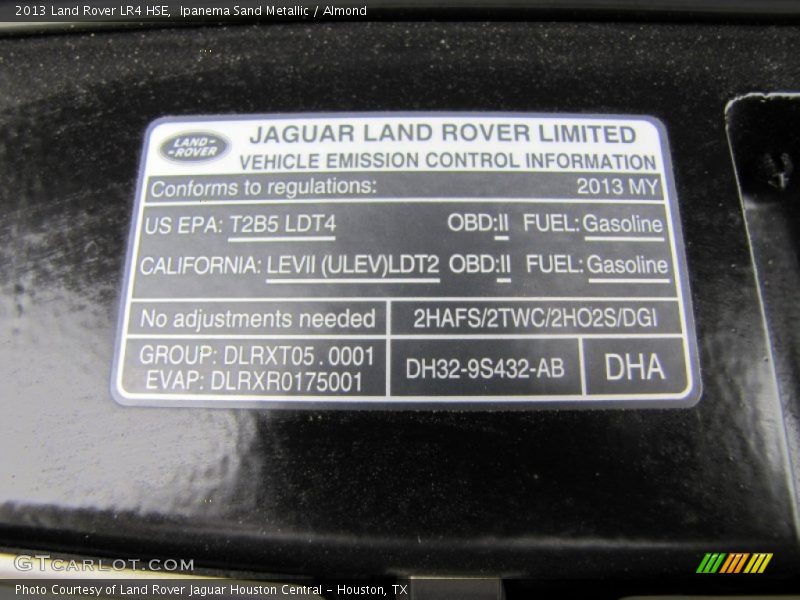 2013 Land Rover LR4 HSE,  Ipanema Sand Metallic / Almond
LAND-
-ROVER
JAGUAR LAND ROVER LIMITED
VEHICLE EMISSION CONTROL INFORMATION
Conforms to regulations: 2013 MY
US EPA: T2B5 LDT4 OBD:II FUEL: Gasoline
CALIFORNIA: LEVII (ULEV)LDT2 OBD:II FUEL: Gasoline
No adjustments needed 2HAFS/2TWC/2HO2S/DGI
GROUP: DLRXT05.0001
EVAP: DLRXR0175001
DH32-9S432-AB DHA
GTCARLOT.COM
Photo Courtesy of Land Rover Jaguar Houston Central - Houston, TX